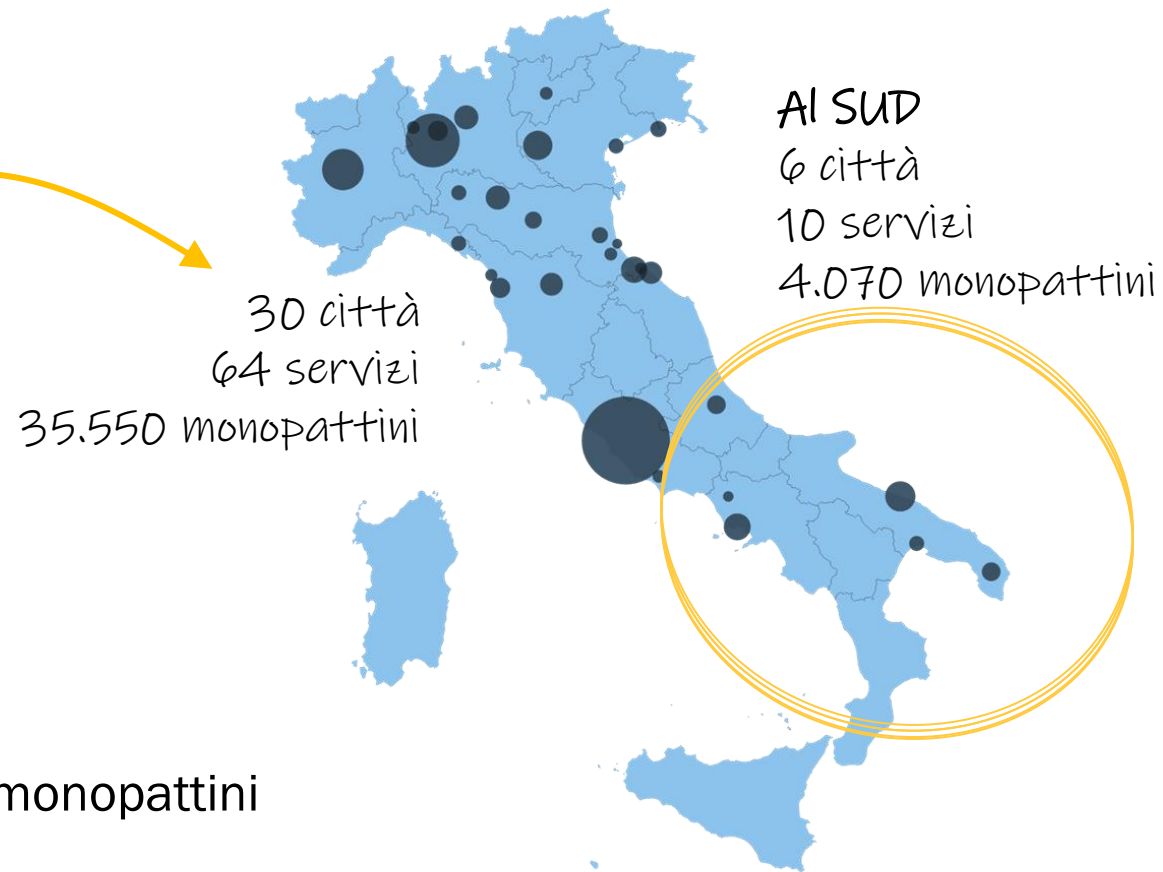 Al SUD
6 città
10 servizi
4.070 monopattini
30 città
64 servizi
35.550 monopattini
monopattini